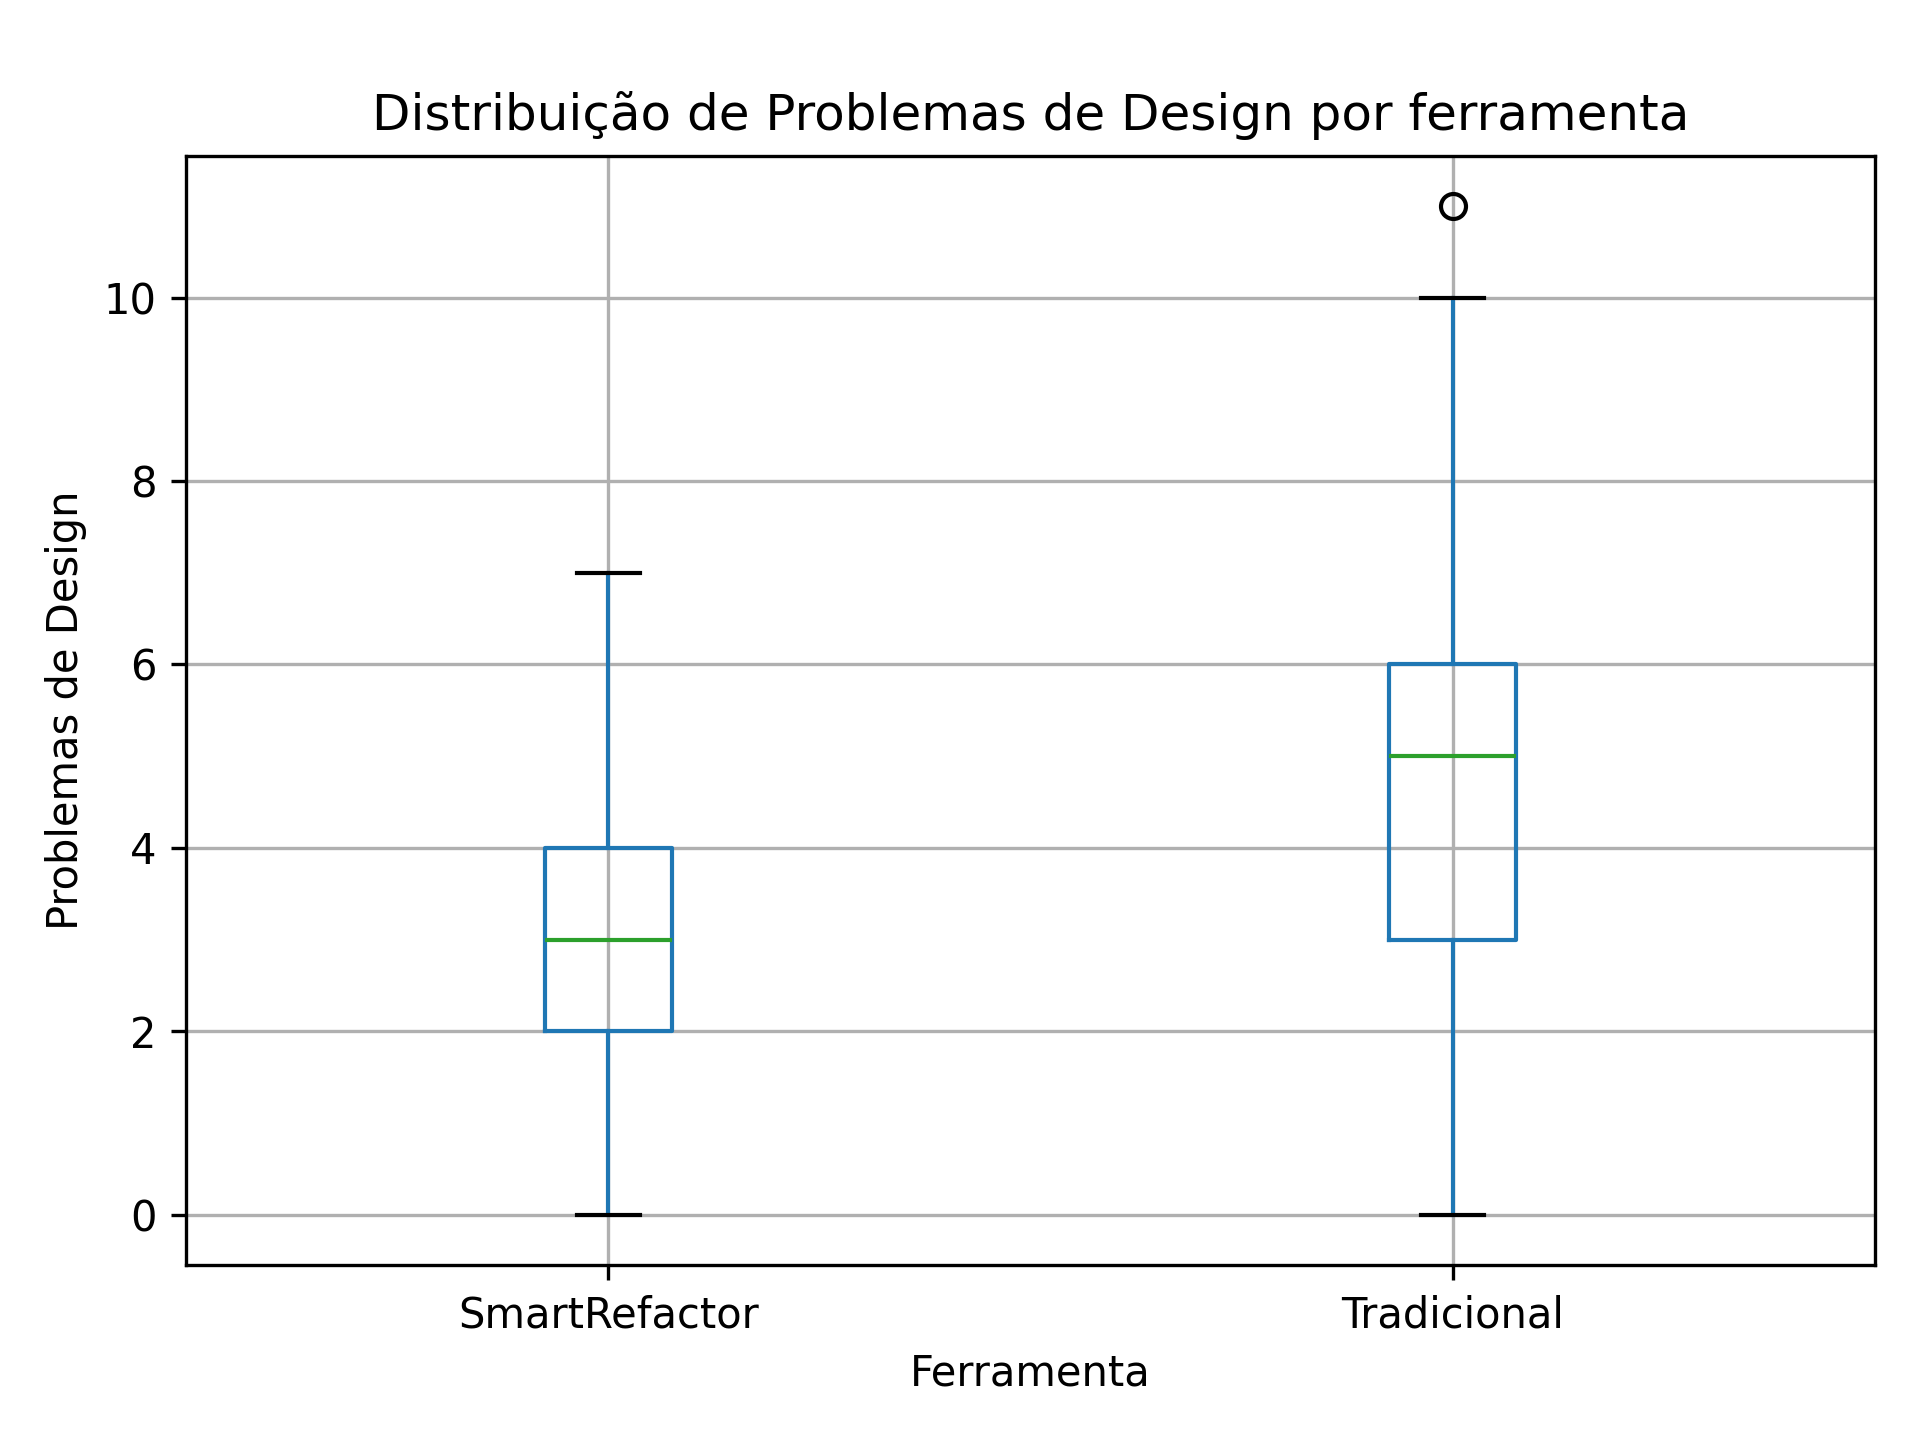 Distribuição de Problemas de Design por ferramenta
Problemas de Design
10
8
6
4
2
0
SmartRefactor
Tradicional
Ferramenta